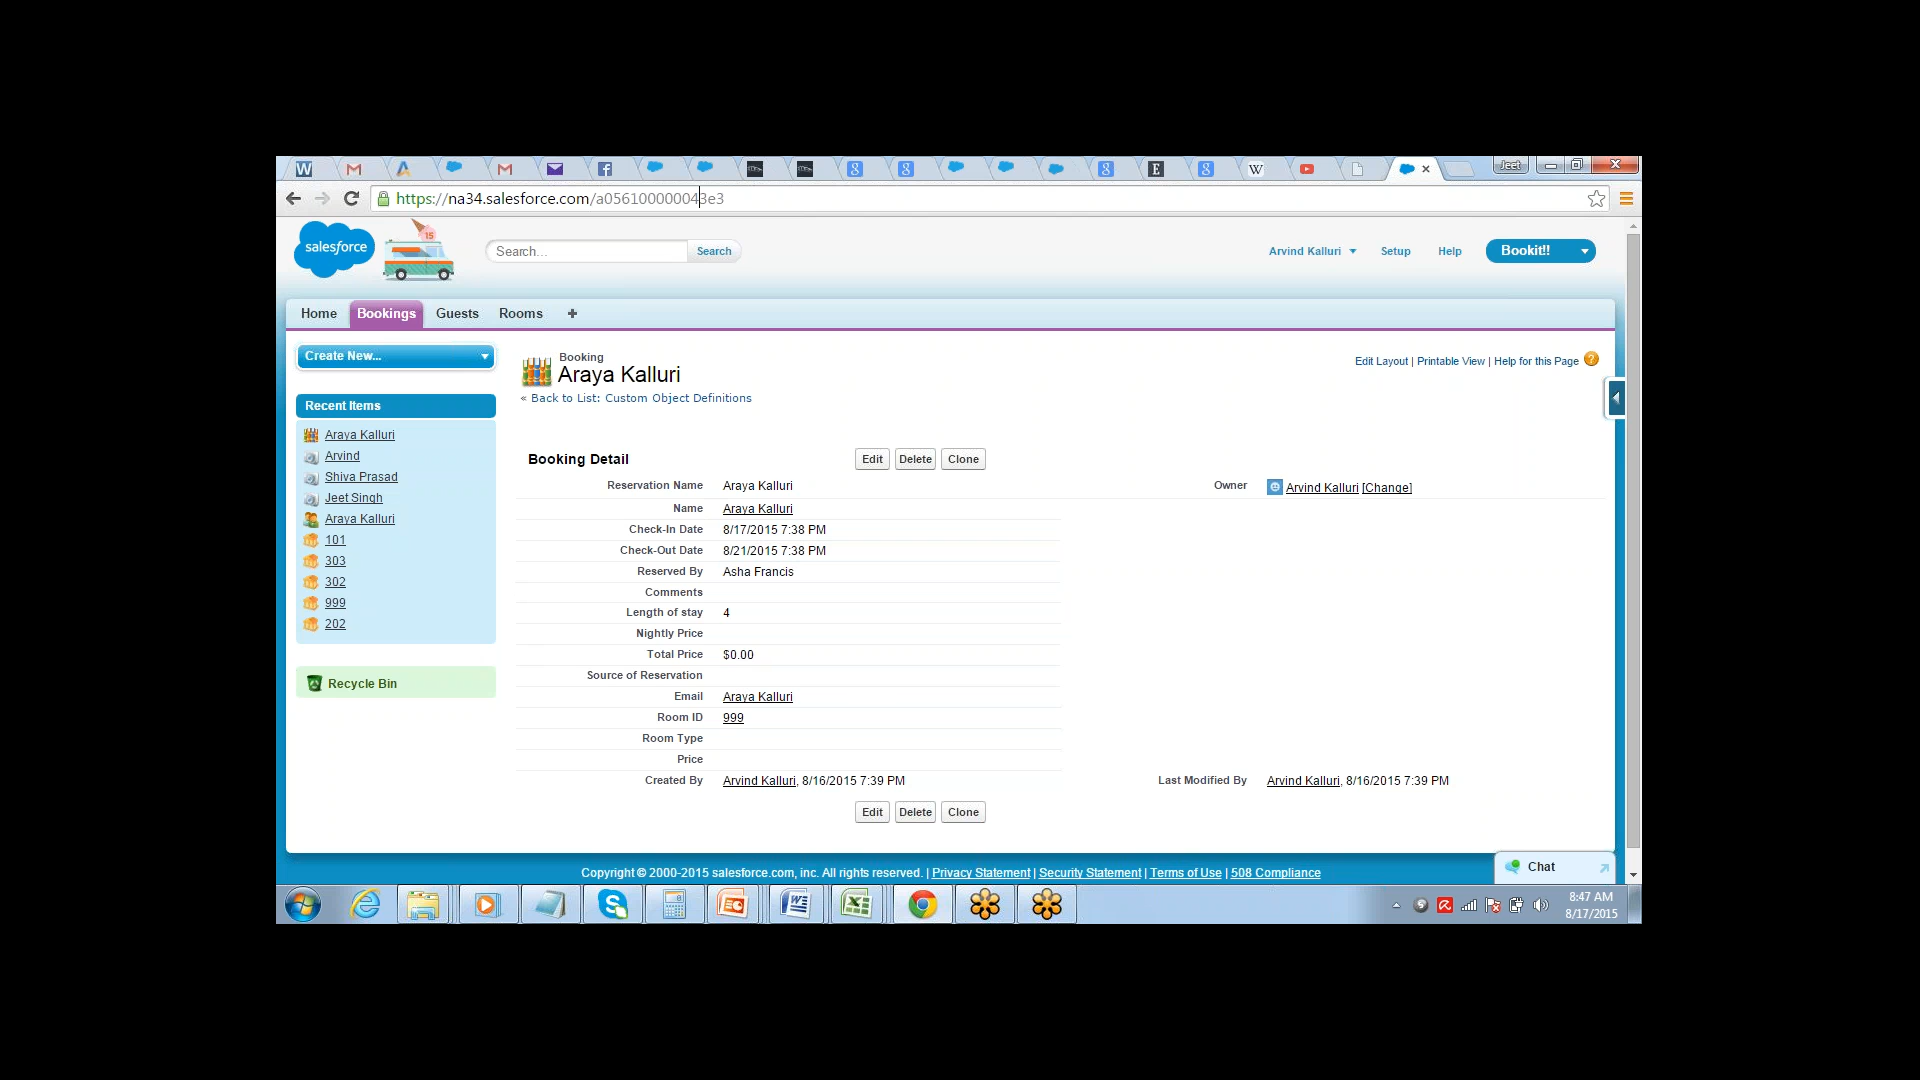 Jeet
https://na34.salesforce.com/a05610000043e3
salesforce
15
Search...
Search
Arvind Kalluri
Setup
Help
Bookit!!
Home
Bookings
Guests
Rooms
+
Create New...
Booking
Araya Kalluri
« Back to List: Custom Object Definitions
Edit Layout | Printable View | Help for this Page
Recent Items
Araya Kalluri
Arvind
Shiva Prasad
Jeet Singh
Araya Kalluri
101
303
302
999
202
Recycle Bin
Booking Detail
Edit
Delete
Clone
Reservation Name Araya Kalluri
Owner Arvind Kalluri [Change]
Name Araya Kalluri
Check-In Date 8/17/2015 7:38 PM
Check-Out Date 8/21/2015 7:38 PM
Reserved By Asha Francis
Comments
Length of stay 4
Nightly Price
Total Price $0.00
Source of Reservation
Email Araya Kalluri
Room ID 999
Room Type
Price
Created By Arvind Kalluri, 8/16/2015 7:39 PM
Last Modified By Arvind Kalluri, 8/16/2015 7:39 PM
Edit
Delete
Clone
Chat
Copyright © 2000-2015 salesforce.com, inc. All rights reserved. | Privacy Statement | Security Statement | Terms of Use | 508 Compliance
8:47 AM
8/17/2015